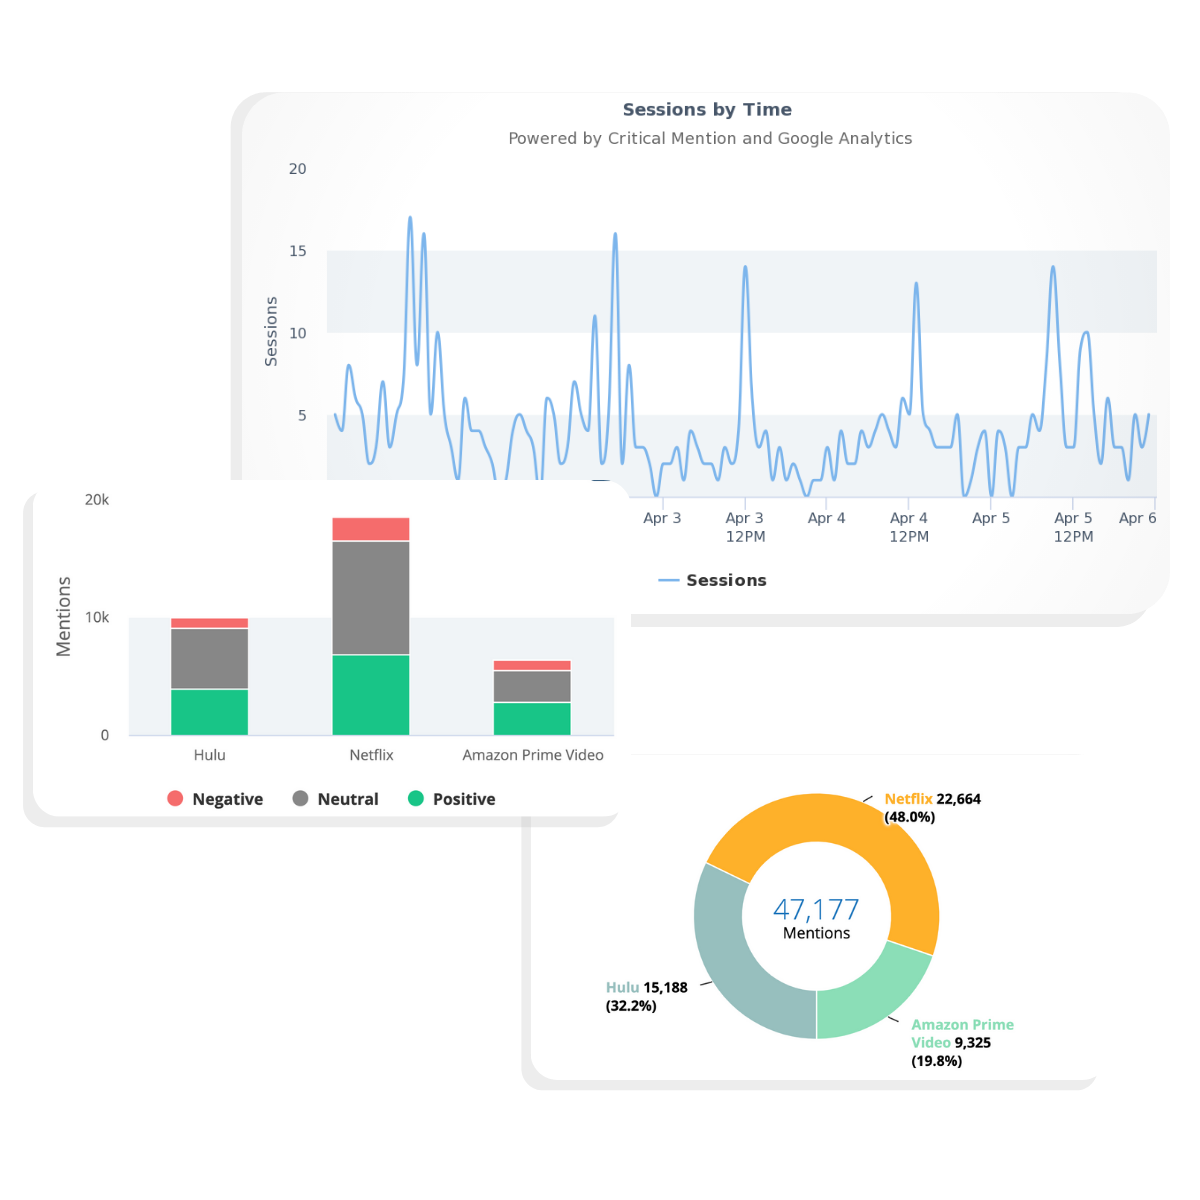 Sessions by Time
Powered by Critical Mention and Google Analytics
20
15
10
5
Sessions
Apr 3
Apr 3
12PM
Apr 4
Apr 4
12PM
Apr 5
Apr 5
12PM
Apr 6
Sessions
20k
10k
0
Mentions
Hulu
Netflix
Amazon Prime Video
Negative
Neutral
Positive
Netflix 22,664
(48.0%)
47,177
Mentions
Hulu 15,188
(32.2%)
Amazon Prime
Video 9,325
(19.8%)